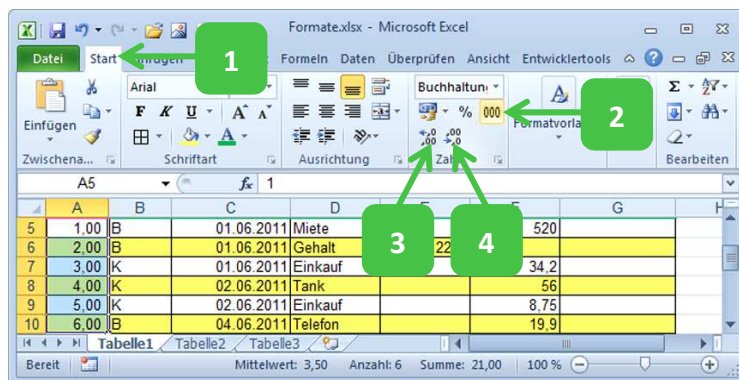 Formate.xlsx - Microsoft Excel
Datei Start Formeln Daten Überprüfen Ansicht Entwicklertools
1
Arial Buchhaltun
F K U A A % 000 2
Einfügen
Zwischena... Schriftart Ausrichtung Bearbeiten
A5 fx 1
3 4
A B C D G H
5 1,00 B 01.06.2011 Miete 520
6 2,00 B 01.06.2011 Gehalt 22
7 3,00 K 01.06.2011 Einkauf 34,2
8 4,00 K 02.06.2011 Tank 56
9 5,00 K 02.06.2011 Einkauf 8,75
10 6,00 B 04.06.2011 Telefon 19,9
Tabelle1 Tabelle2 Tabelle3
Bereit Mittelwert: 3,50 Anzahl: 6 Summe: 21,00 100 %